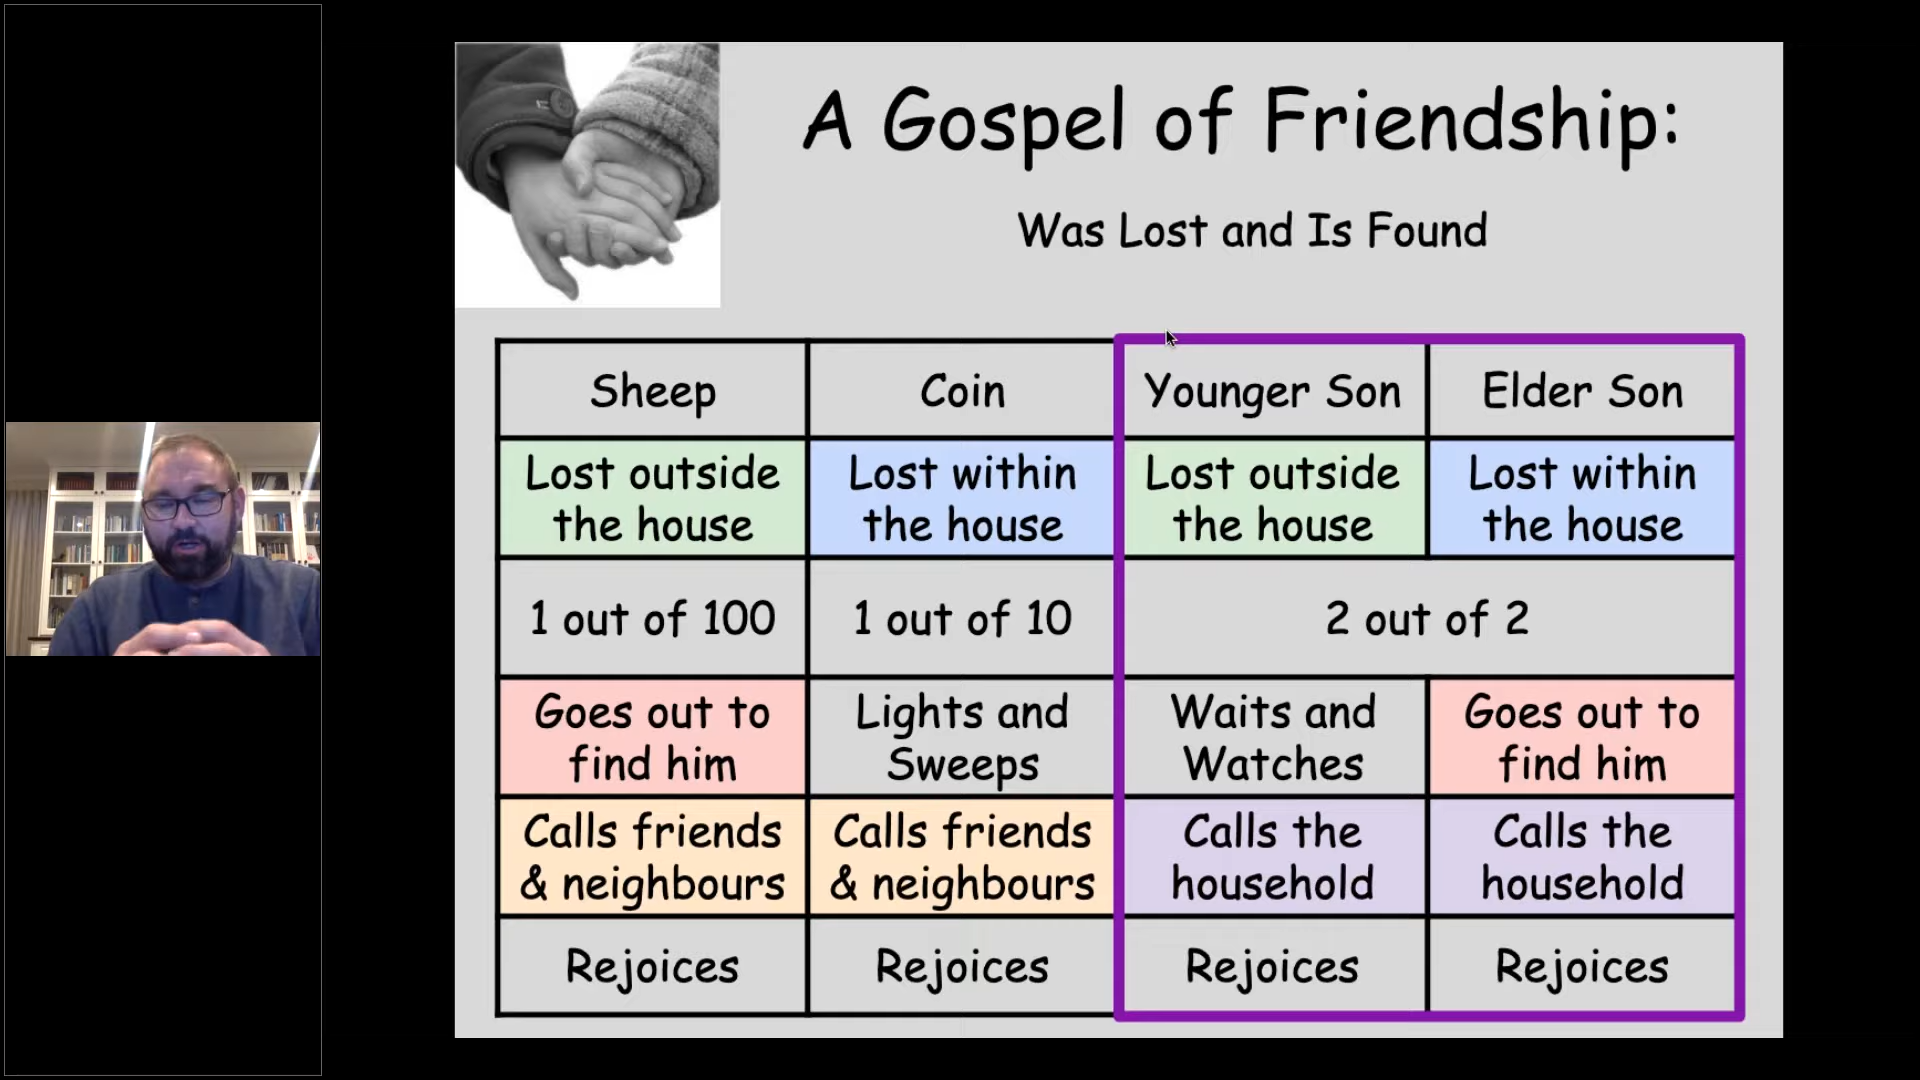 A Gospel of Friendship:
Was Lost and Is Found
Sheep
Coin
Younger Son
Elder Son
Lost outside
the house
Lost within
the house
Lost outside
the house
Lost within
the house
1 out of 100
1 out of 10
2 out of 2
Goes out to
find him
Lights and
Sweeps
Waits and
Watches
Goes out to
find him
Calls friends
& neighbours
Calls friends
& neighbours
Calls the
household
Calls the
household
Rejoices
Rejoices
Rejoices
Rejoices